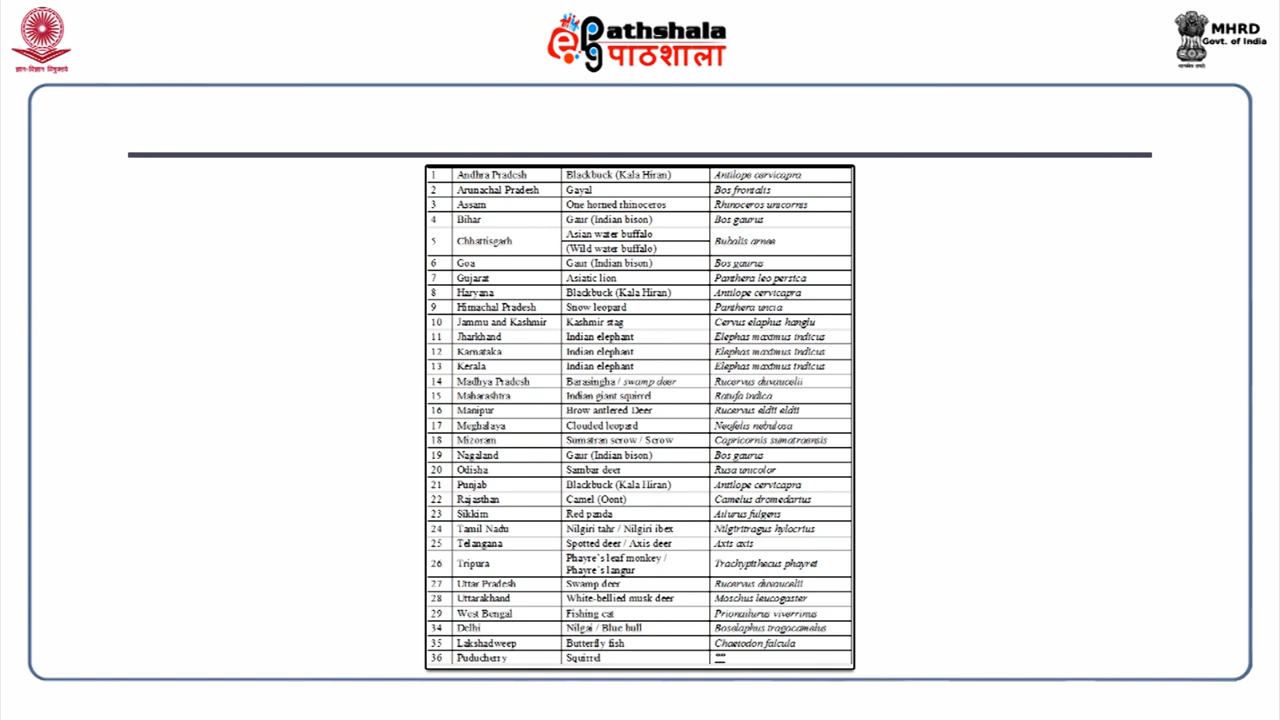 ज्ञान-विज्ञान विमुक्तये
epg Pathshala
पाठशाला
MHRD
Govt. of India
सत्यमेव जयते
1 Andhra Pradesh Blackbuck (Kala Hiran) Antilope cervicapra
2 Arunachal Pradesh Gayal Bos frontalis
3 Assam One horned rhinoceros Rhinoceros unicornis
4 Bihar Gaur (Indian bison) Bos gaurus
5 Chhattisgarh Asian water buffalo (Wild water buffalo) Bubalis arnee
6 Goa Gaur (Indian bison) Bos gaurus
7 Gujarat Asiatic lion Panthera leo persica
8 Haryana Blackbuck (Kala Hiran) Antilope cervicapra
9 Himachal Pradesh Snow leopard Panthera uncia
10 Jammu and Kashmir Kashmir stag Cervus elaphus hanglu
11 Jharkhand Indian elephant Elephas maximus indicus
12 Karnataka Indian elephant Elephas maximus indicus
13 Kerala Indian elephant Elephas maximus indicus
14 Madhya Pradesh Barasingha / swamp deer Rucervus duvaucelii
15 Maharashtra Indian giant squirrel Ratufa indica
16 Manipur Brow antlered Deer Rucervus eldii eldii
17 Meghalaya Clouded leopard Neofelis nebulosa
18 Mizoram Sumatran serow / Serow Capricornis sumatraensis
19 Nagaland Gaur (Indian bison) Bos gaurus
20 Odisha Sambar deer Rusa unicolor
21 Punjab Blackbuck (Kala Hiran) Antilope cervicapra
22 Rajasthan Camel (Oont) Camelus dromedarius
23 Sikkim Red panda Ailurus fulgens
24 Tamil Nadu Nilgiri tahr / Nilgiri ibex Nilgiritragus hylocrius
25 Telangana Spotted deer / Axis deer Axis axis
26 Tripura Phayre's leaf monkey / Phayre's langur Trachypithecus phayrei
27 Uttar Pradesh Swamp deer Rucervus duvaucelii
28 Uttarakhand White-bellied musk deer Moschus leucogaster
29 West Bengal Fishing cat Prionailurus viverrinus
34 Delhi Nilgai / Blue bull Boselaphus tragocamelus
35 Lakshadweep Butterfly fish Chaetodon falcula
36 Puducherry Squirrel